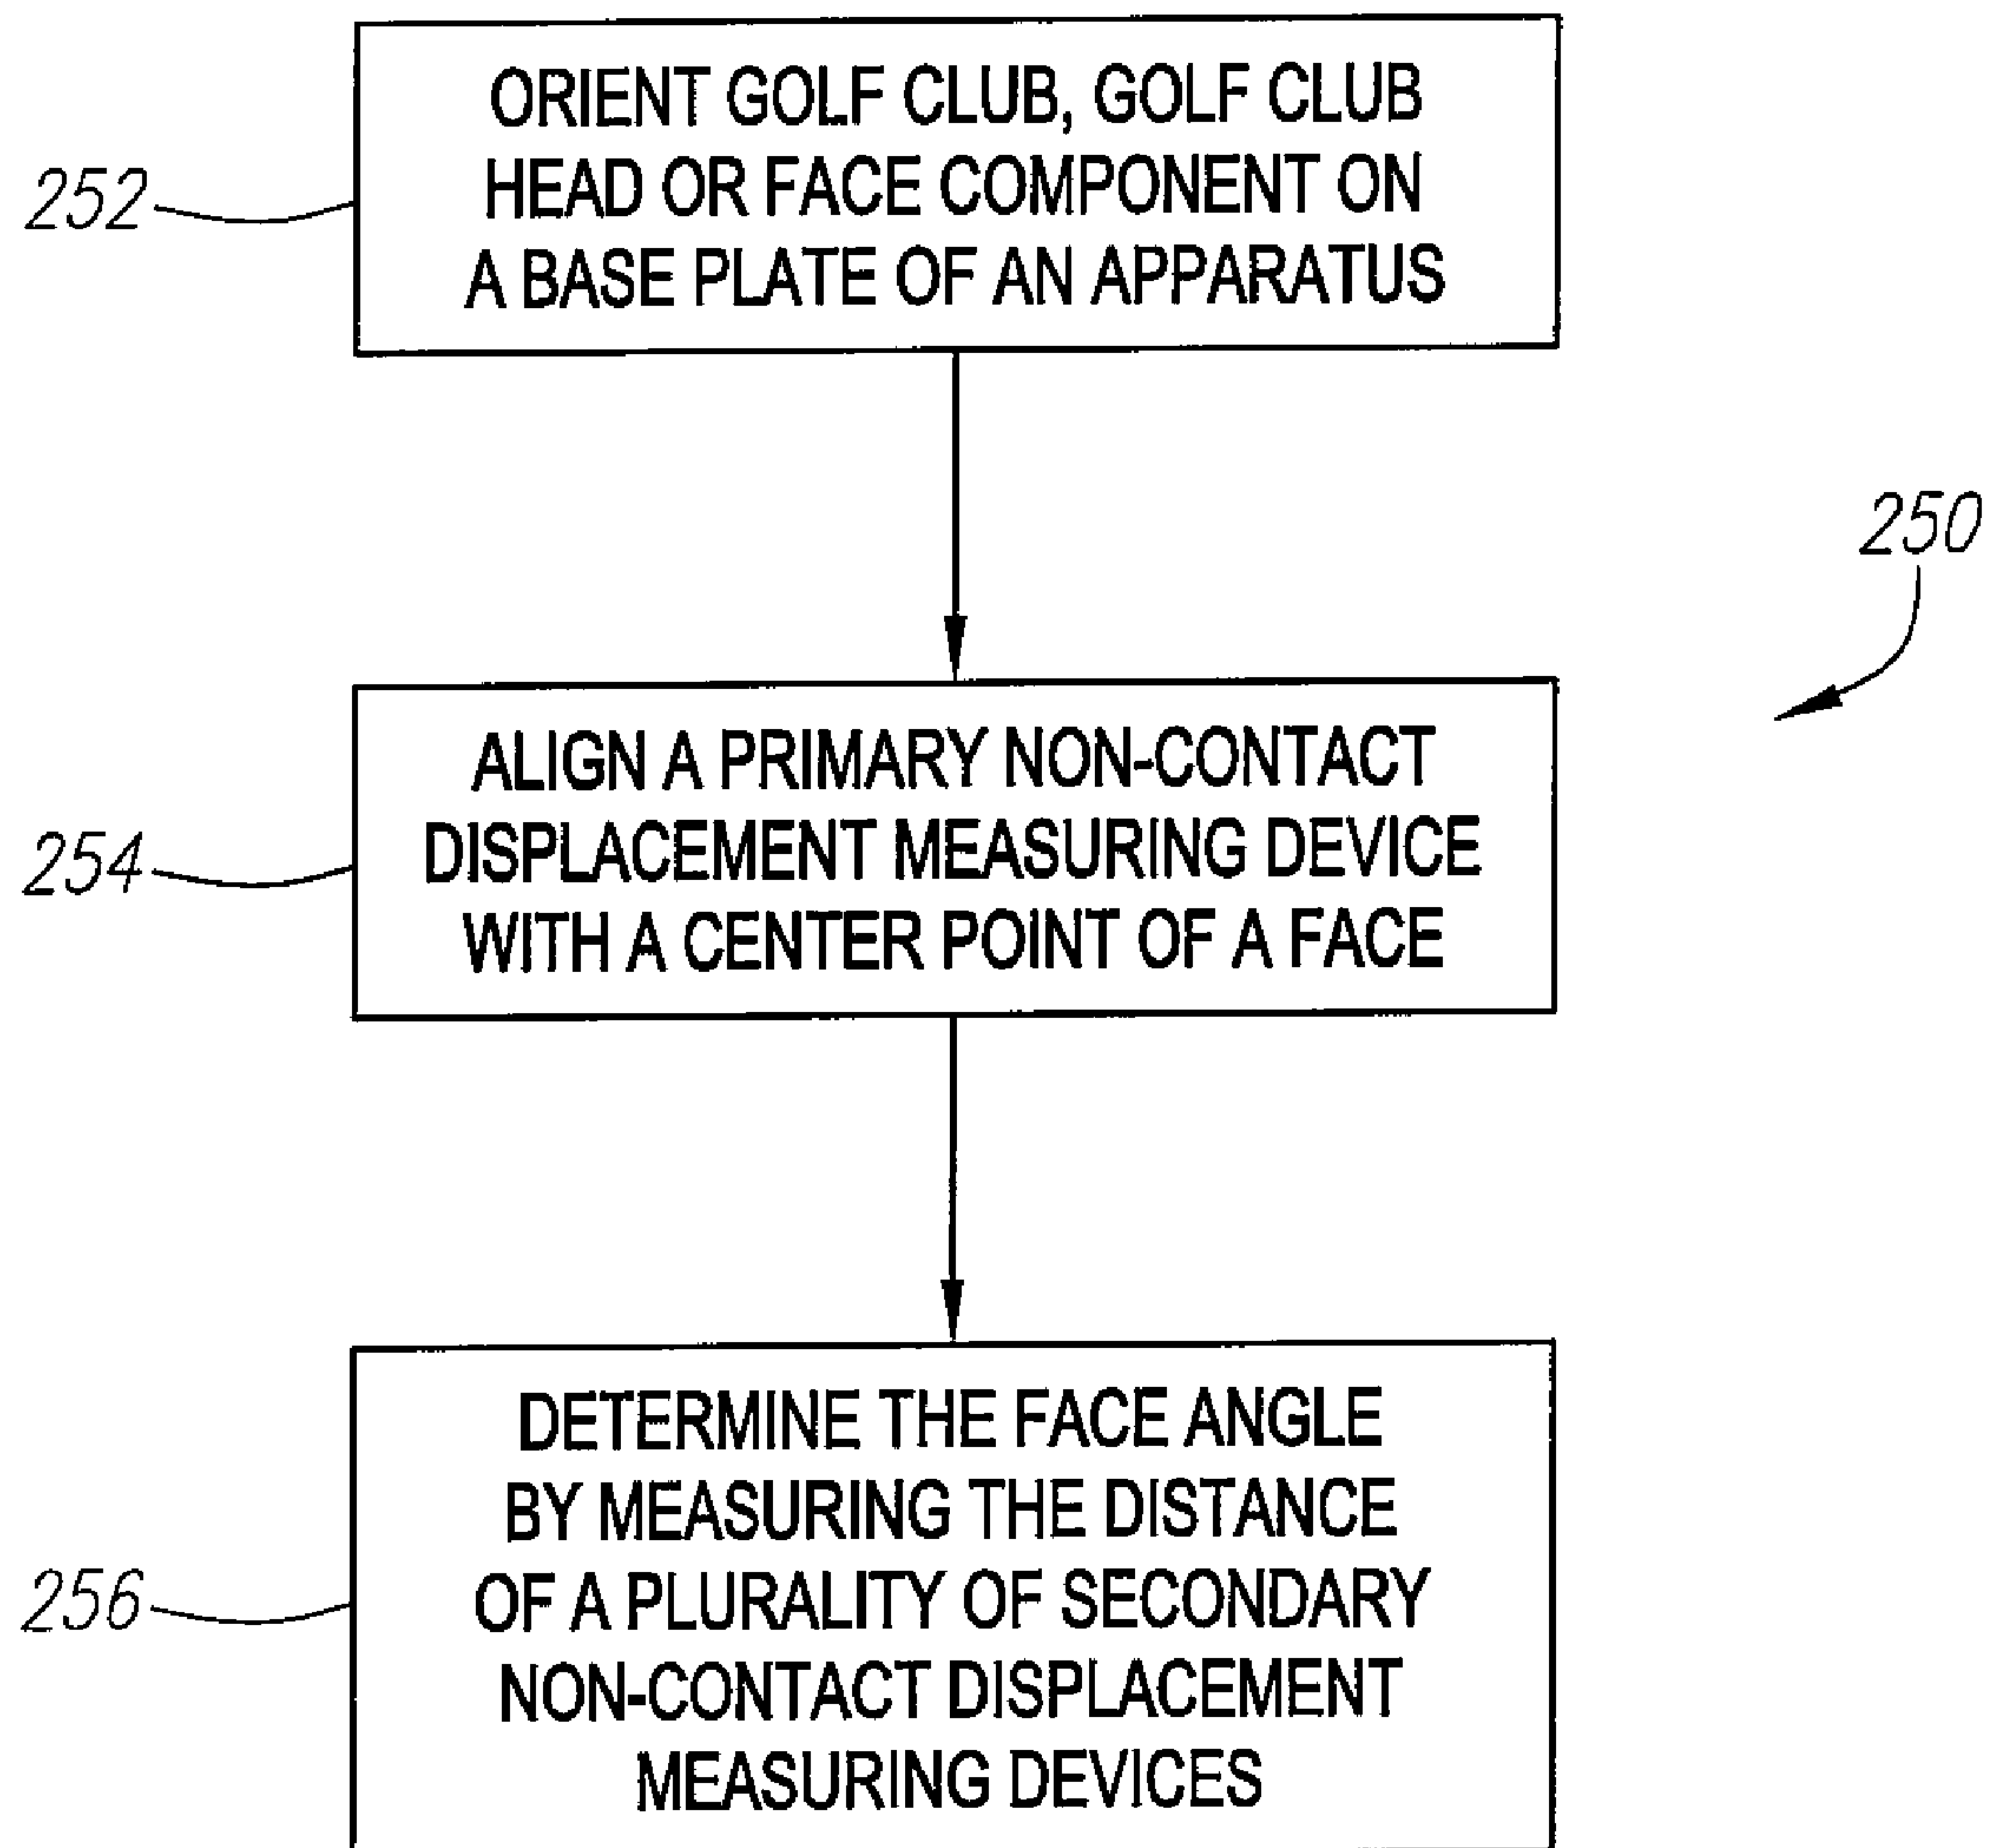 ORIENT GOLF CLUB, GOLF CLUB
HEAD OR FACE COMPONENT ON
A BASE PLATE OF AN APPARATUS
252
250
ALIGN A PRIMARY NON-CONTACT
DISPLACEMENT MEASURING DEVICE
WITH A CENTER POINT OF A FACE
254
DETERMINE THE FACE ANGLE
BY MEASURING THE DISTANCE
OF A PLURALITY OF SECONDARY
NON-CONTACT DISPLACEMENT
MEASURING DEVICES
256